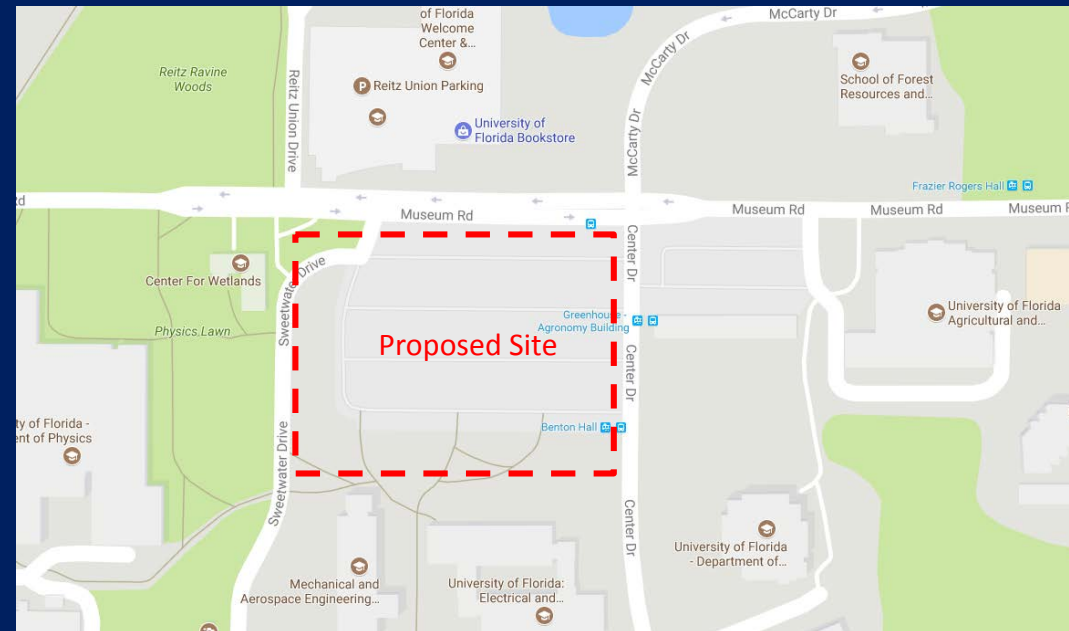 of Florida
Welcome
Center &...
McCarty Dr
McCarty Dr
Reitz Ravine
Woods
Reitz Union Parking
School of Forest
Resources and...
Reitz Union Drive
University of
Florida Bookstore
McCarty Dr
Frazier Rogers Hall
Rd
Museum Rd
Museum Rd
Museum Rd
Museum R
Center Dr
Sweetwater Drive
Center For Wetlands
Physics Lawn
Greenhouse -
Agronomy Building
University of Florida
Agricultural and...
Proposed Site
Center Dr
ty of Florida -
ent of Physics
Benton Hall
Sweetwater Drive
Center Dr
University of Florida
- Department of...
Mechanical and
Aerospace Engineering...
University of Florida:
Electrical and...